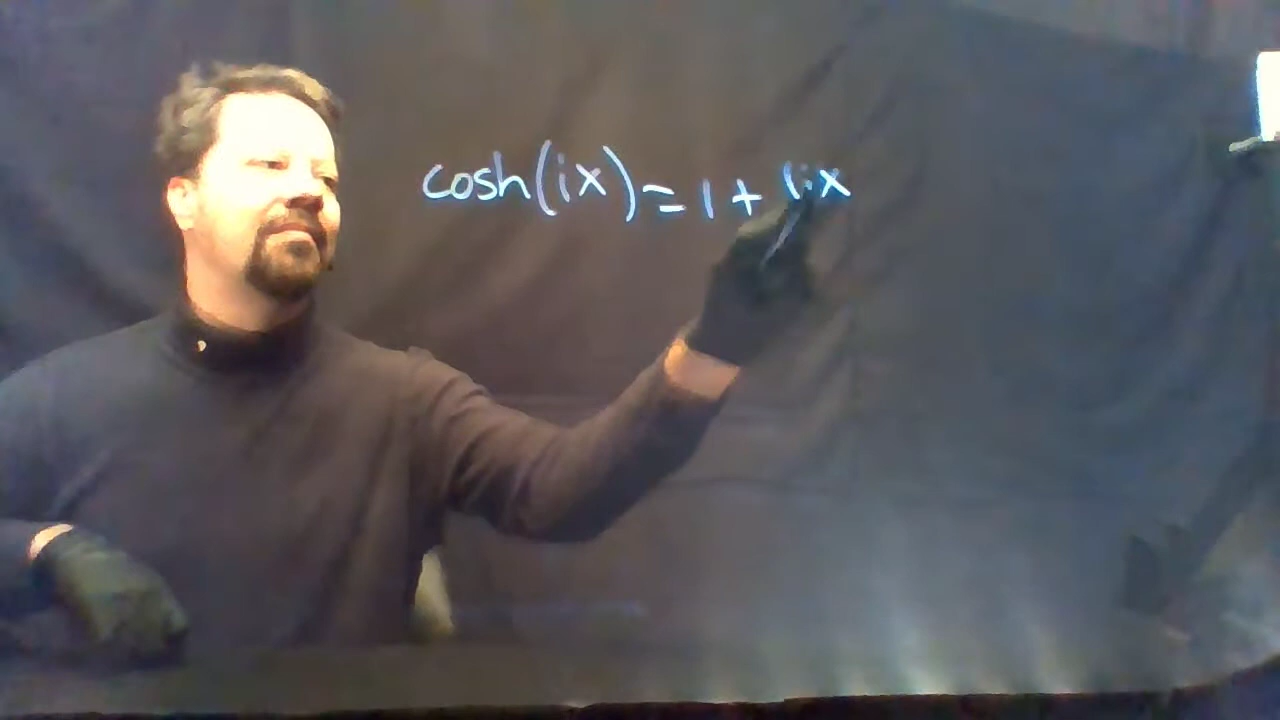 cosh(ix) = 1 + (ix